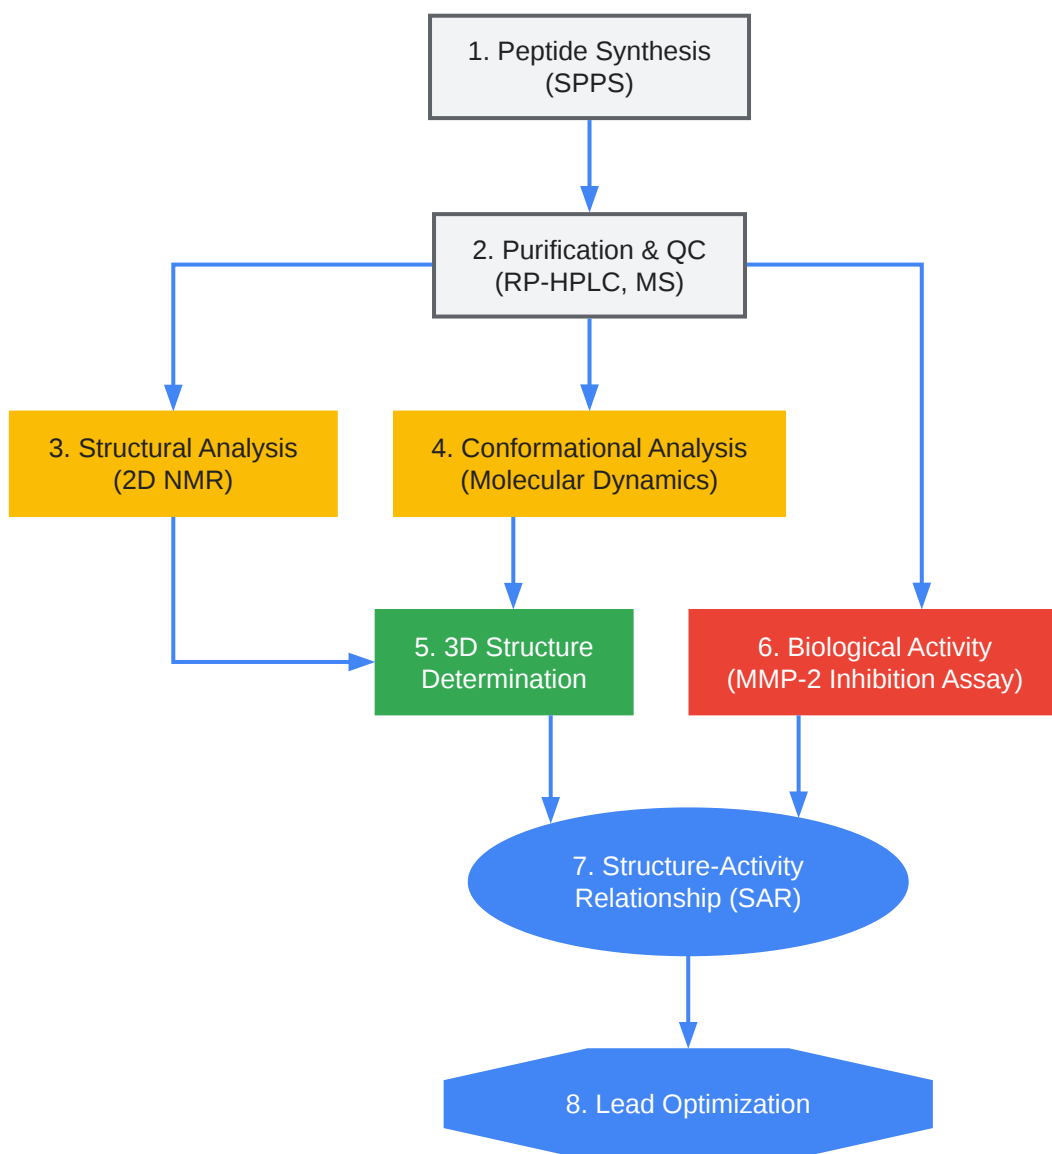 1. Peptide Synthesis
(SPPS)
2. Purification & QC
(RP-HPLC, MS)
3. Structural Analysis
(2D NMR)
4. Conformational Analysis
(Molecular Dynamics)
5. 3D Structure
Determination
6. Biological Activity
(MMP-2 Inhibition Assay)
7. Structure-Activity
Relationship (SAR)
8. Lead Optimization